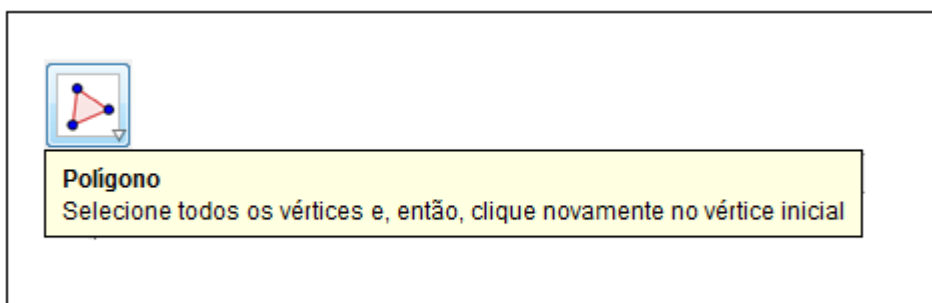 Polígono
Selecione todos os vértices e, então, clique novamente no vértice inicial